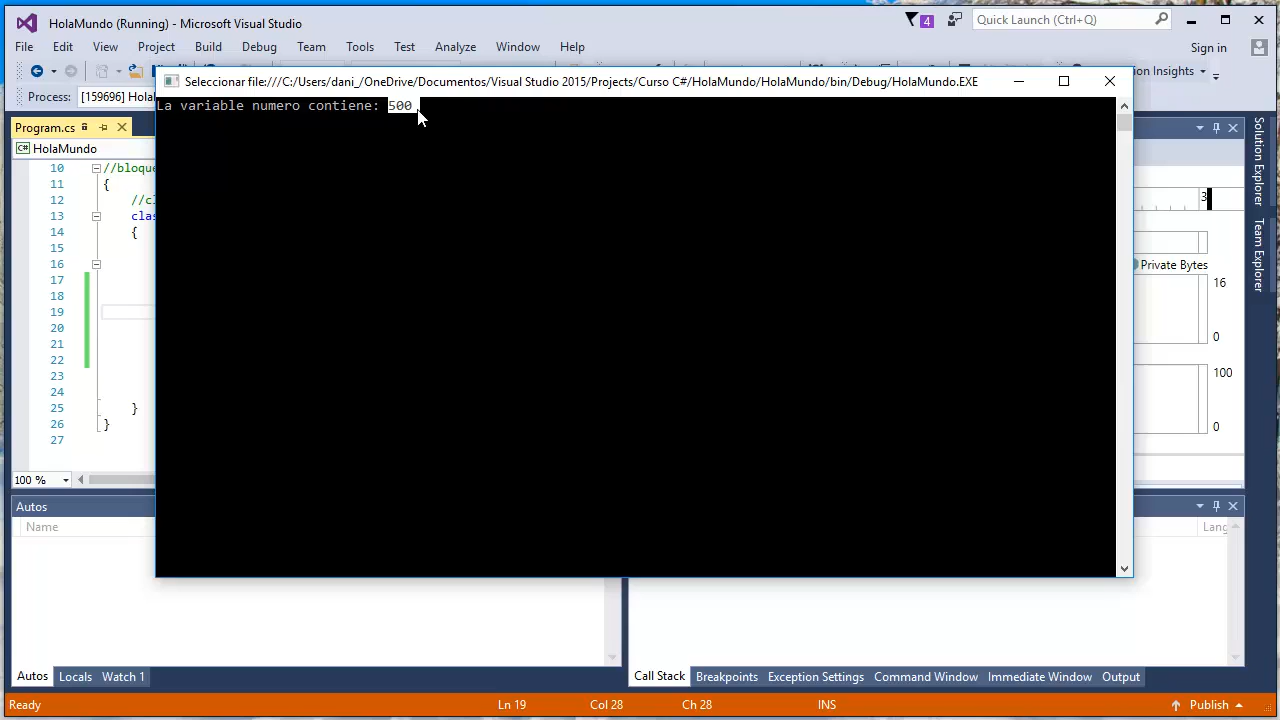 HolaMundo (Running) - Microsoft Visual Studio
4
Quick Launch (Ctrl+Q)
File Edit View Project Build Debug Team Tools Test Analyze Window Help
Sign in
Process: [159696] Hola
Insights
Seleccionar file:///C:/Users/dani_/OneDrive/Documentos/Visual Studio 2015/Projects/Curso C#/HolaMundo/HolaMundo/bin/Debug/HolaMundo.EXE
La variable numero contiene: 500
Program.cs
C# HolaMundo
10 //bloque
11 {
12 //c
13 clas
14 {
15
16
17
18
19
20
21
22
23
24
25 }
26 }
27
100 %
3
Private Bytes
16
0
100
0
Solution Explorer
Team Explorer
Autos
Name
Lang
Autos Locals Watch 1
Call Stack Breakpoints Exception Settings Command Window Immediate Window Output
Ready Ln 19 Col 28 Ch 28 INS Publish